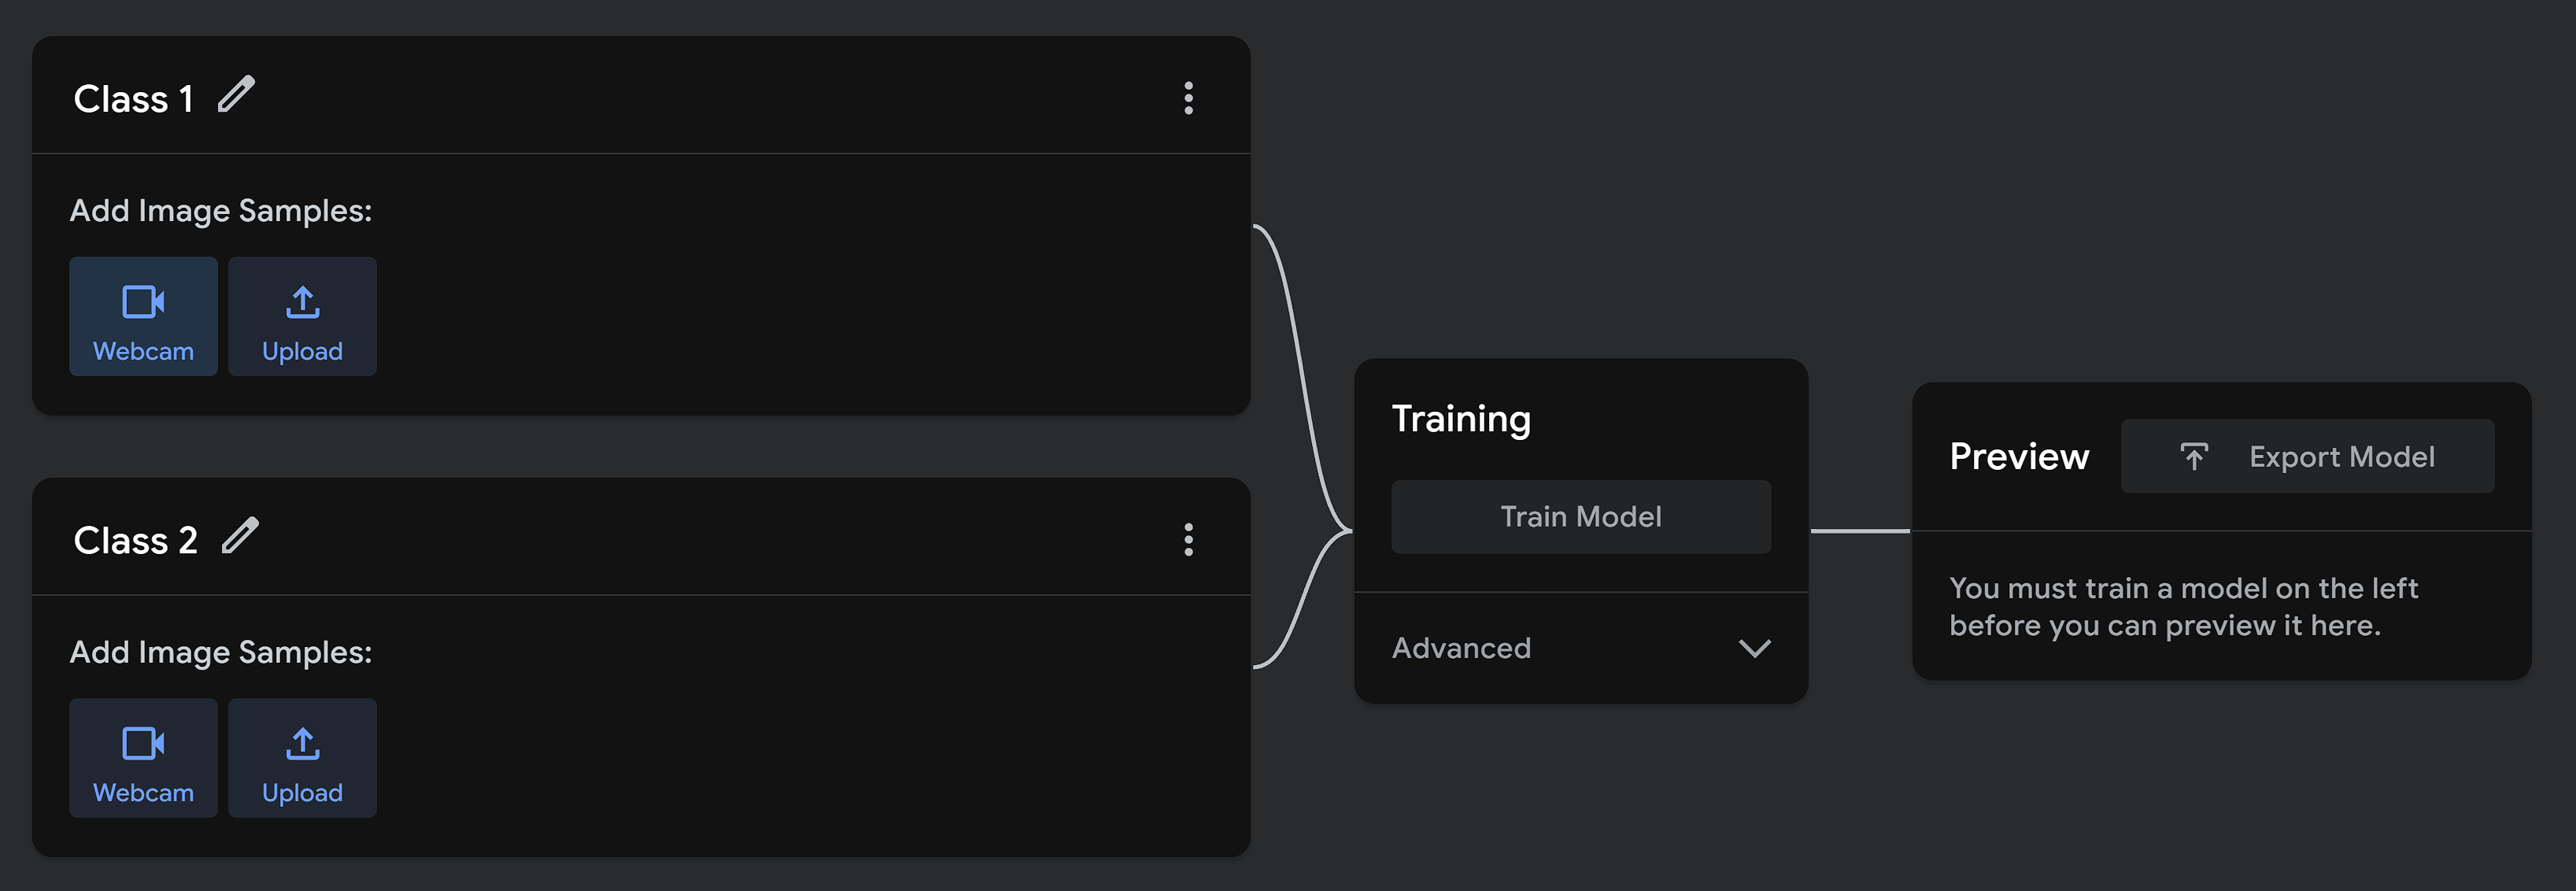 Class 1
Add Image Samples:
Webcam
Upload
Class 2
Add Image Samples:
Webcam
Upload
Training
Train Model
Advanced
Preview
Export Model
You must train a model on the left
before you can preview it here.